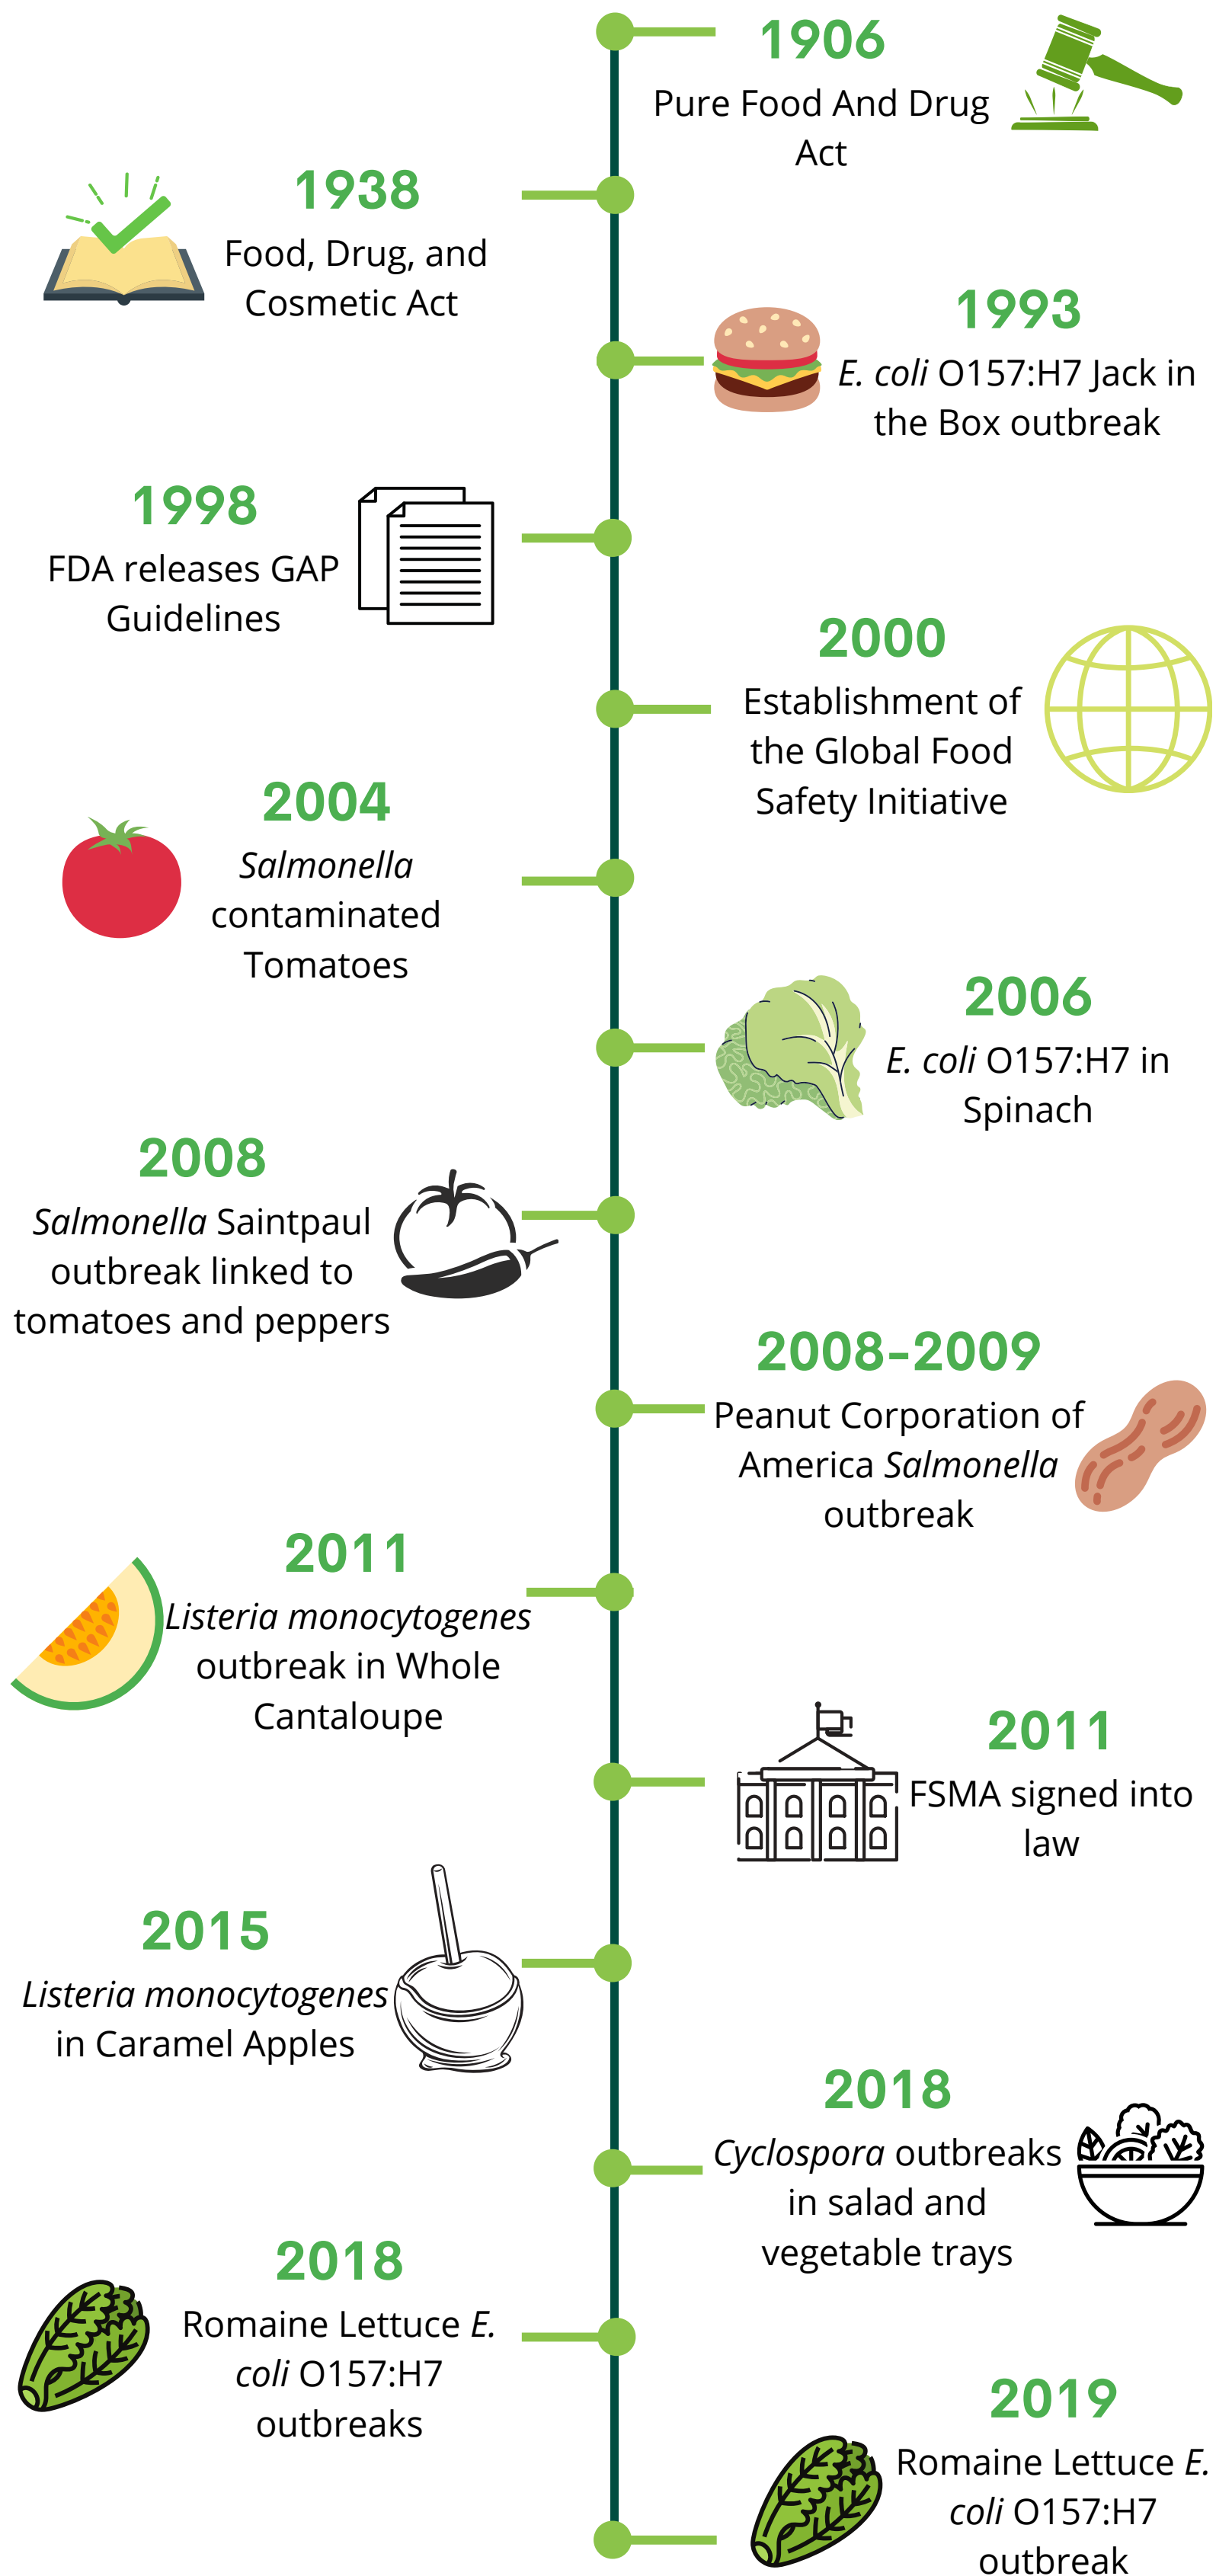 1906
Pure Food And Drug
Act
1938
Food, Drug, and
Cosmetic Act
1993
E. coli O157:H7 Jack in
the Box outbreak
1998
FDA releases GAP
Guidelines
2000
Establishment of
the Global Food
Safety Initiative
2004
Salmonella
contaminated
Tomatoes
2006
E. coli O157:H7 in
Spinach
2008
Salmonella Saintpaul
outbreak linked to
tomatoes and peppers
2008-2009
Peanut Corporation of
America Salmonella
outbreak
2011
Listeria monocytogenes
outbreak in Whole
Cantaloupe
2011
FSMA signed into
law
2015
Listeria monocytogenes
in Caramel Apples
2018
Cyclospora outbreaks
in salad and
vegetable trays
2018
Romaine Lettuce E.
coli O157:H7
outbreaks
2019
Romaine Lettuce E.
coli O157:H7
outbreak